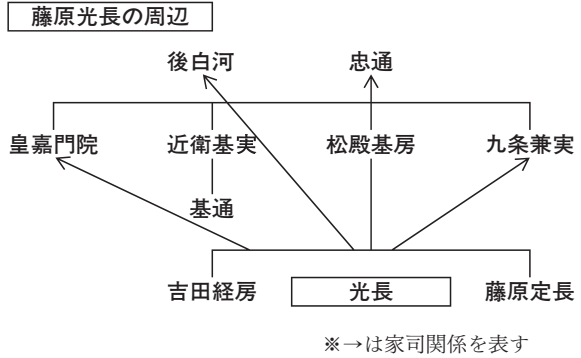 藤原光長の周辺
後白河 忠通
皇嘉門院 近衛基実 松殿基房 九条兼実
基通
吉田経房 光長 藤原定長
※→は家司関係を表す